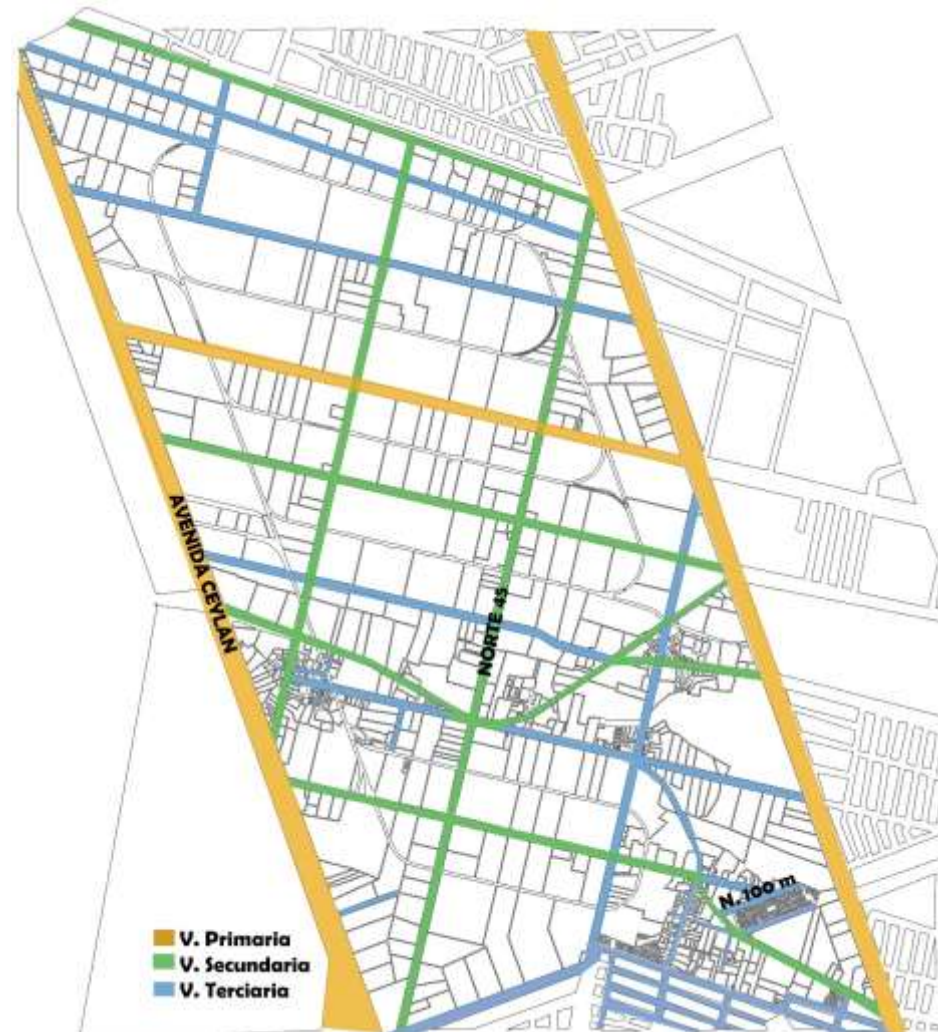 AVENIDA CEYLAN
NORTE 45
N. 100 m
V. Primaria
V. Secundaria
V. Terciaria